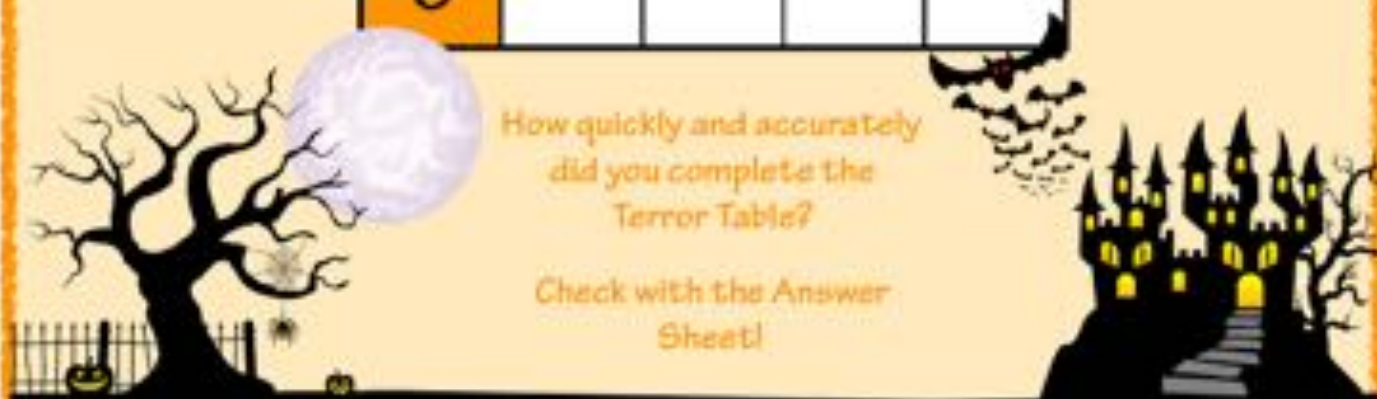 How quickly and accurately
did you complete the
Terror Table?
Check with the Answer
Sheet!